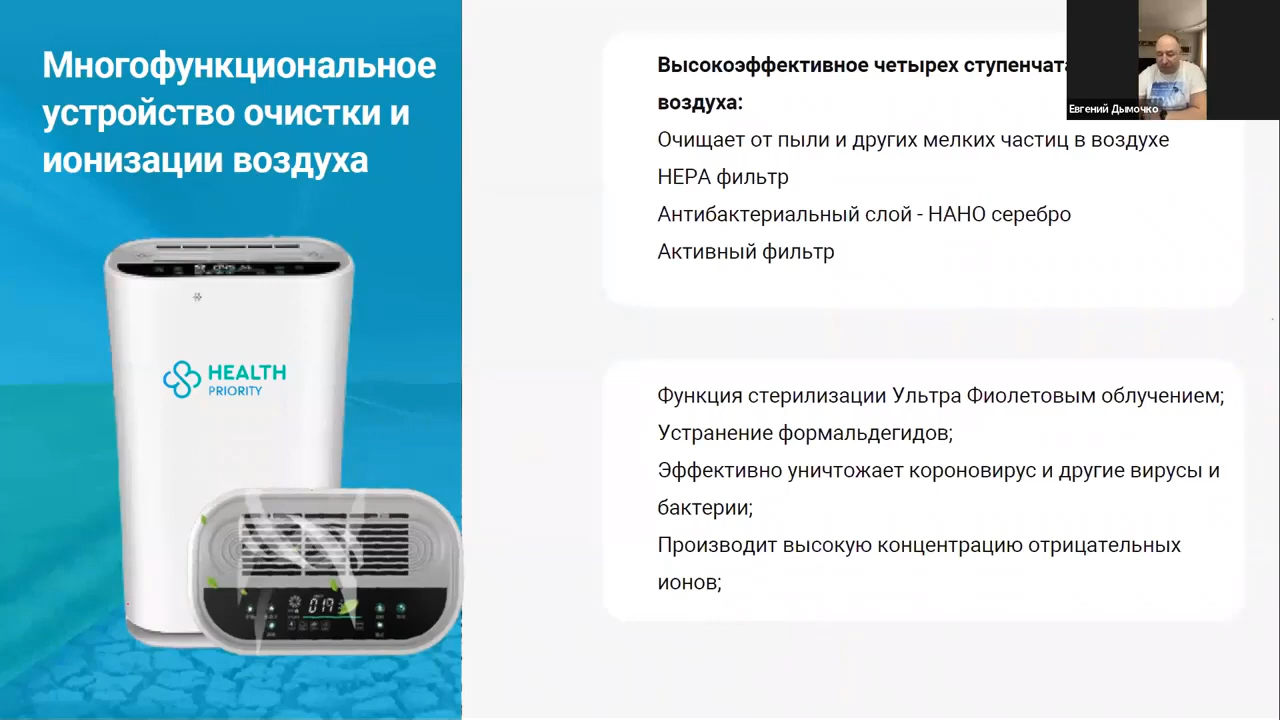 Многофункциональное
устройство очистки и
ионизации воздуха
HEALTH
PRIORITY
019
Высокоэффективное четырех
воздуха:
Очищает от пыли и других мелких частиц в воздухе
HEPA фильтр
Антибактериальный слой - НАНО серебро
Активный фильтр
Евгений Дымочко
Функция стерилизации Ультра Фиолетовым облучением;
Устранение формальдегидов;
Эффективно уничтожает короновирус и другие вирусы и
бактерии;
Производит высокую концентрацию отрицательных
ионов;